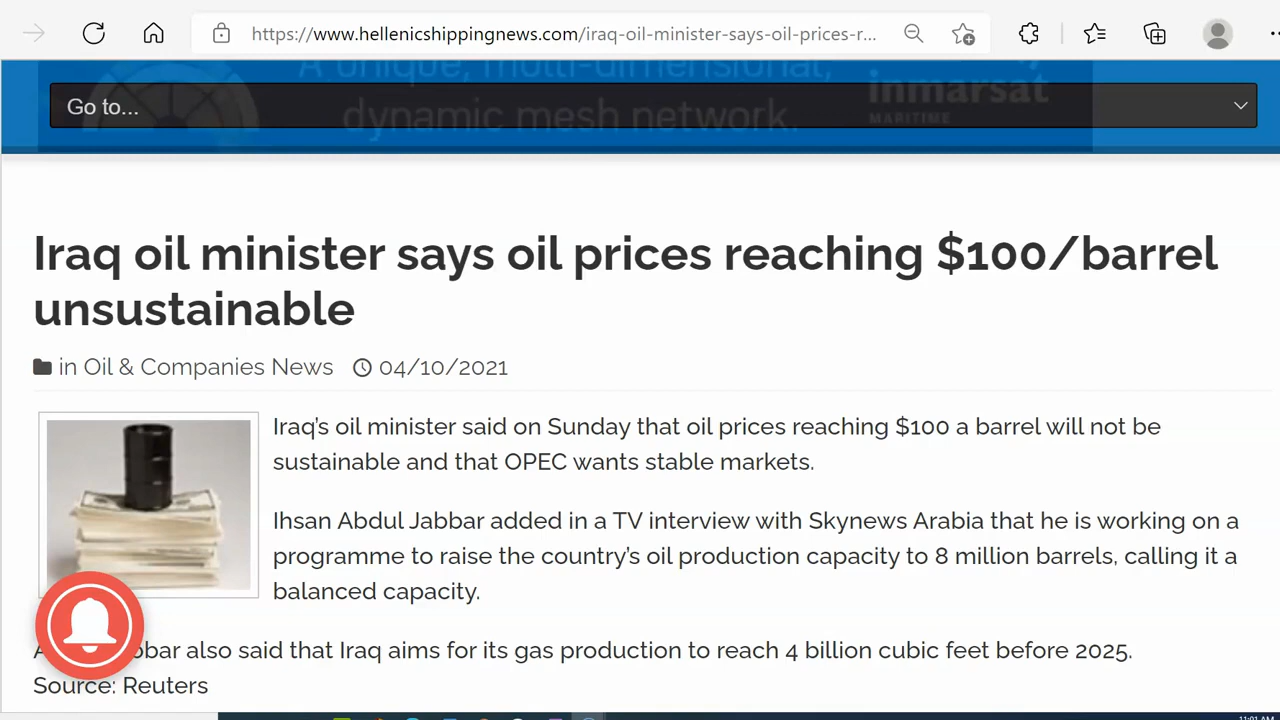 https://www.hellenicshippingnews.com/iraq-oil-minister-says-oil-prices-r...
A unique, multi-dimensional,
inmarsat
Go to...
dynamic mesh network.
MARITIME
Iraq oil minister says oil prices reaching $100/barrel
unsustainable
in Oil & Companies News 04/10/2021
Iraq’s oil minister said on Sunday that oil prices reaching $100 a barrel will not be
sustainable and that OPEC wants stable markets.
Ihsan Abdul Jabbar added in a TV interview with Skynews Arabia that he is working on a
programme to raise the country’s oil production capacity to 8 million barrels, calling it a
balanced capacity.
bbar also said that Iraq aims for its gas production to reach 4 billion cubic feet before 2025.
Source: Reuters